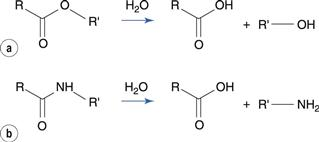 R O R' H₂O R OH + R' OH
O O
a
R NH R' H₂O R OH + R' NH₂
O O
b